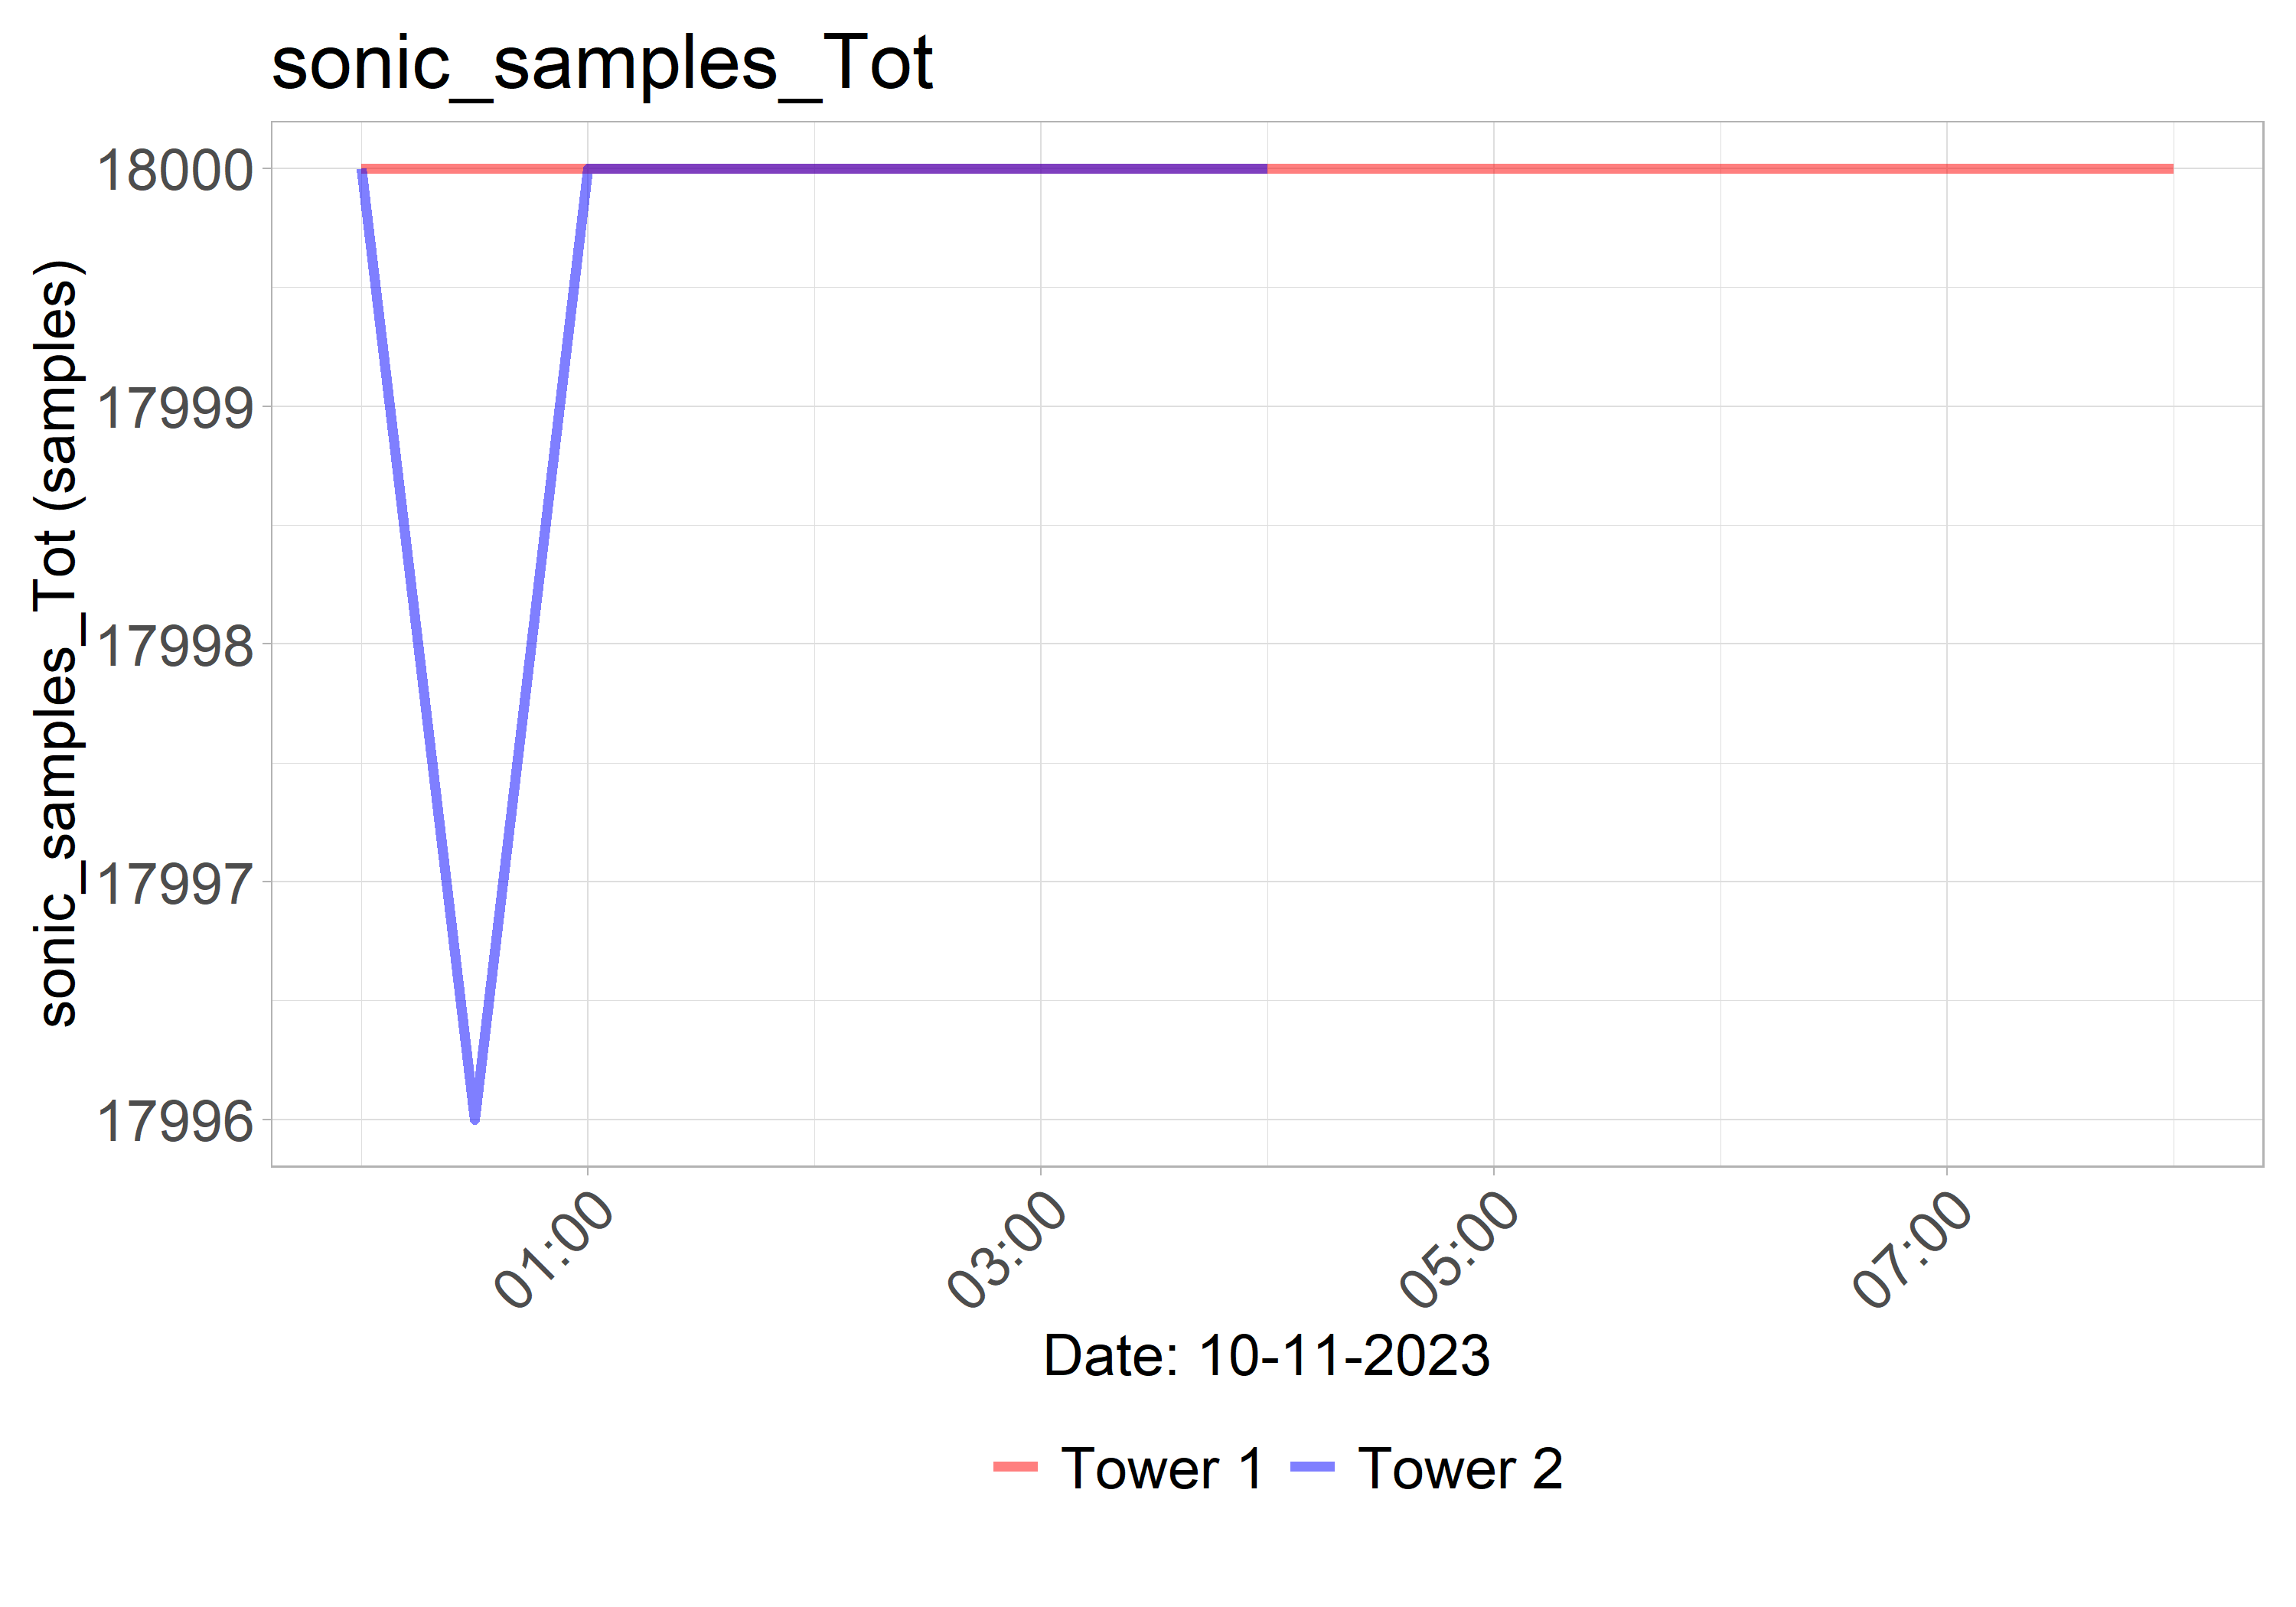 sonic_samples_Tot
sonic_samples_Tot (samples)
18000
17999
17998
17997
17996
01:00
03:00
05:00
07:00
Date: 10-11-2023
Tower 1
Tower 2